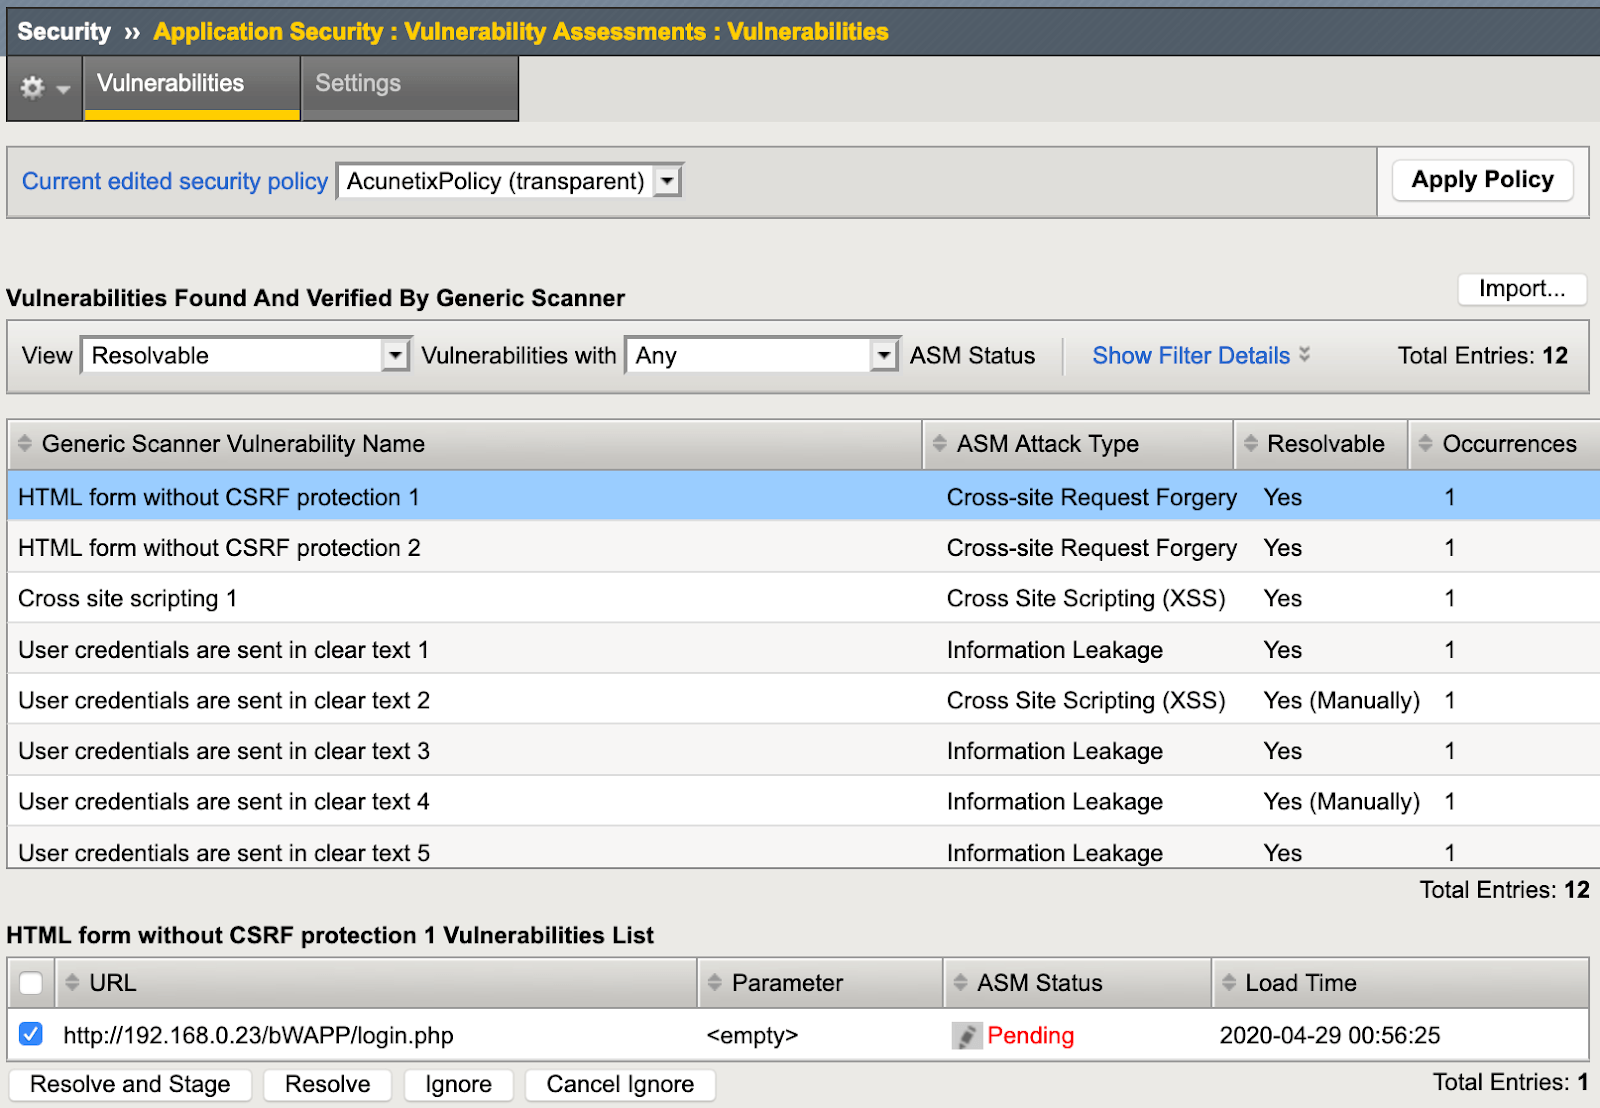 Security » Application Security : Vulnerability Assessments : Vulnerabilities
Vulnerabilities Settings
Current edited security policy AcunetixPolicy (transparent) Apply Policy
Vulnerabilities Found And Verified By Generic Scanner Import...
View Resolvable Vulnerabilities with Any ASM Status Show Filter Details Total Entries: 12
Generic Scanner Vulnerability Name ASM Attack Type Resolvable Occurrences
HTML form without CSRF protection 1 Cross-site Request Forgery Yes 1
HTML form without CSRF protection 2 Cross-site Request Forgery Yes 1
Cross site scripting 1 Cross Site Scripting (XSS) Yes 1
User credentials are sent in clear text 1 Information Leakage Yes 1
User credentials are sent in clear text 2 Cross Site Scripting (XSS) Yes (Manually) 1
User credentials are sent in clear text 3 Information Leakage Yes 1
User credentials are sent in clear text 4 Information Leakage Yes (Manually) 1
User credentials are sent in clear text 5 Information Leakage Yes 1
Total Entries: 12
HTML form without CSRF protection 1 Vulnerabilities List
URL Parameter ASM Status Load Time
http://192.168.0.23/bWAPP/login.php <empty> Pending 2020-04-29 00:56:25
Resolve and Stage Resolve Ignore Cancel Ignore Total Entries: 1